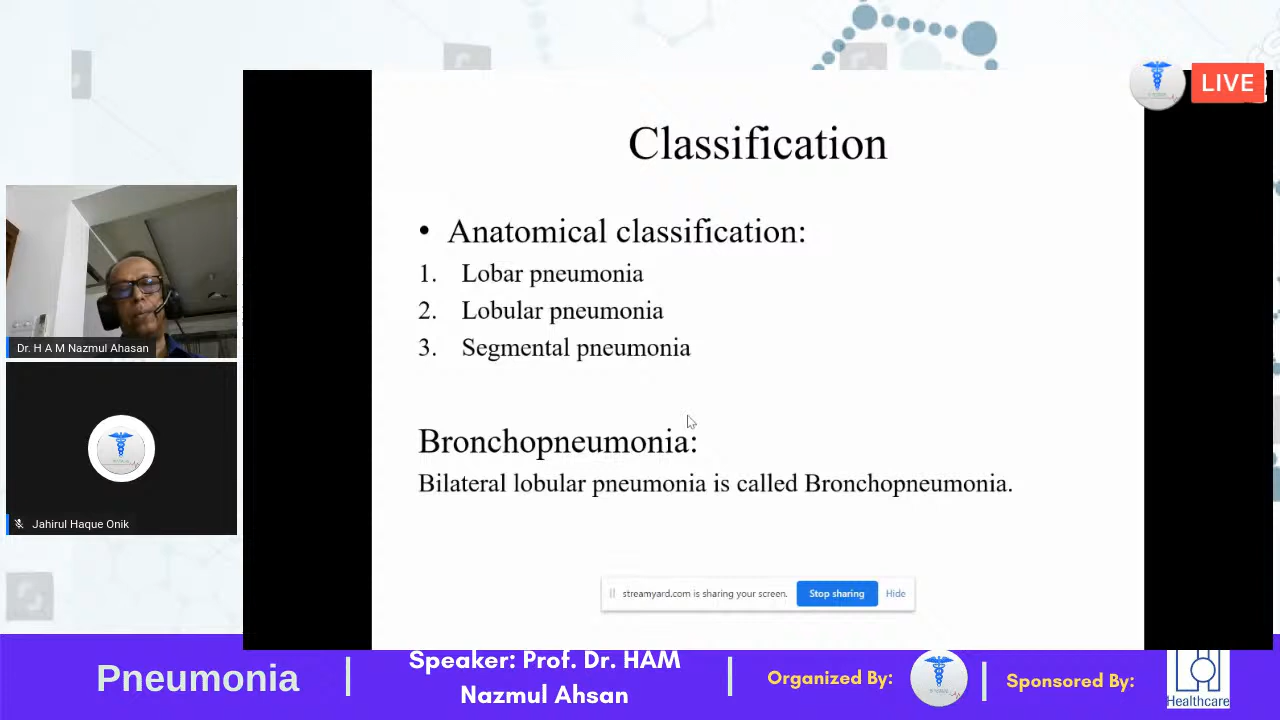 LIVE
Classification
• Anatomical classification:
1. Lobar pneumonia
2. Lobular pneumonia
3. Segmental pneumonia
Bronchopneumonia:
Bilateral lobular pneumonia is called Bronchopneumonia.
Dr. H A M Nazmul Ahasan
Jahirul Haque Onik
streamyard.com is sharing your screen. Stop sharing Hide
Pneumonia
Speaker: Prof. Dr. HAM
Nazmul Ahsan
Organized By:
Sponsored By:
Healthcare